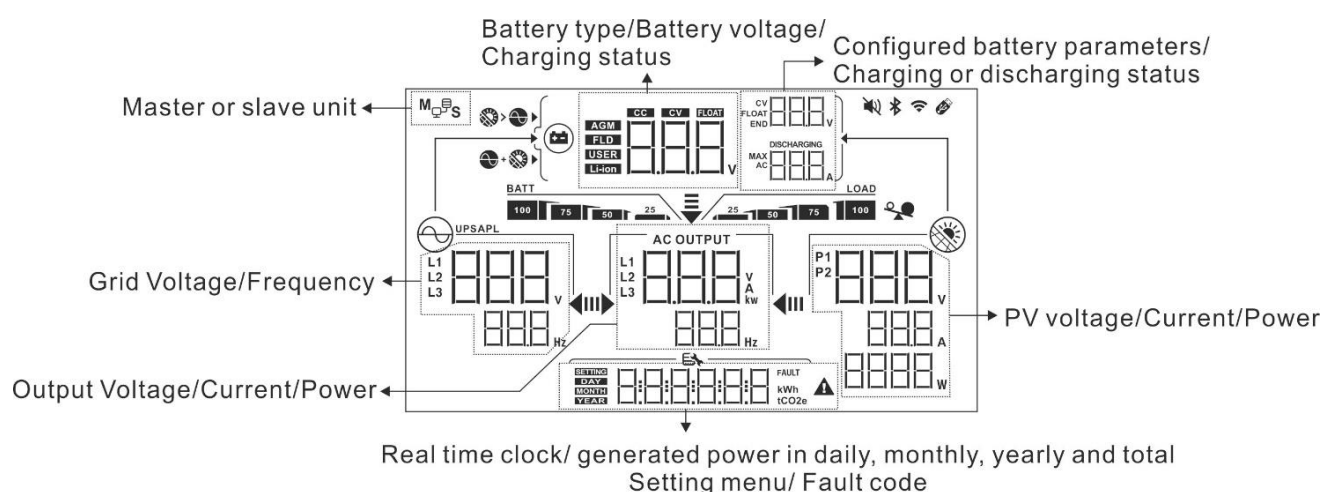 Battery type/Battery voltage/
Charging status
Configured battery parameters/
Charging or discharging status
Master or slave unit
M S
CC CV FLOAT
AGM
FLD
USER
Li-ion
V
CV
FLOAT
END
V
DISCHARGING
MAX
AC
A
BATT
100 75 50 25
LOAD
25 50 75 100
UPSAPL
Grid Voltage/Frequency
L1
L2
L3
V
Hz
AC OUTPUT
L1
L2
L3
V
A
kw
Hz
P1
P2
V
A
W
PV voltage/Current/Power
Output Voltage/Current/Power
SETTING
DAY
MONTH
YEAR
FAULT
kWh
tCO2e
Real time clock/ generated power in daily, monthly, yearly and total
Setting menu/ Fault code